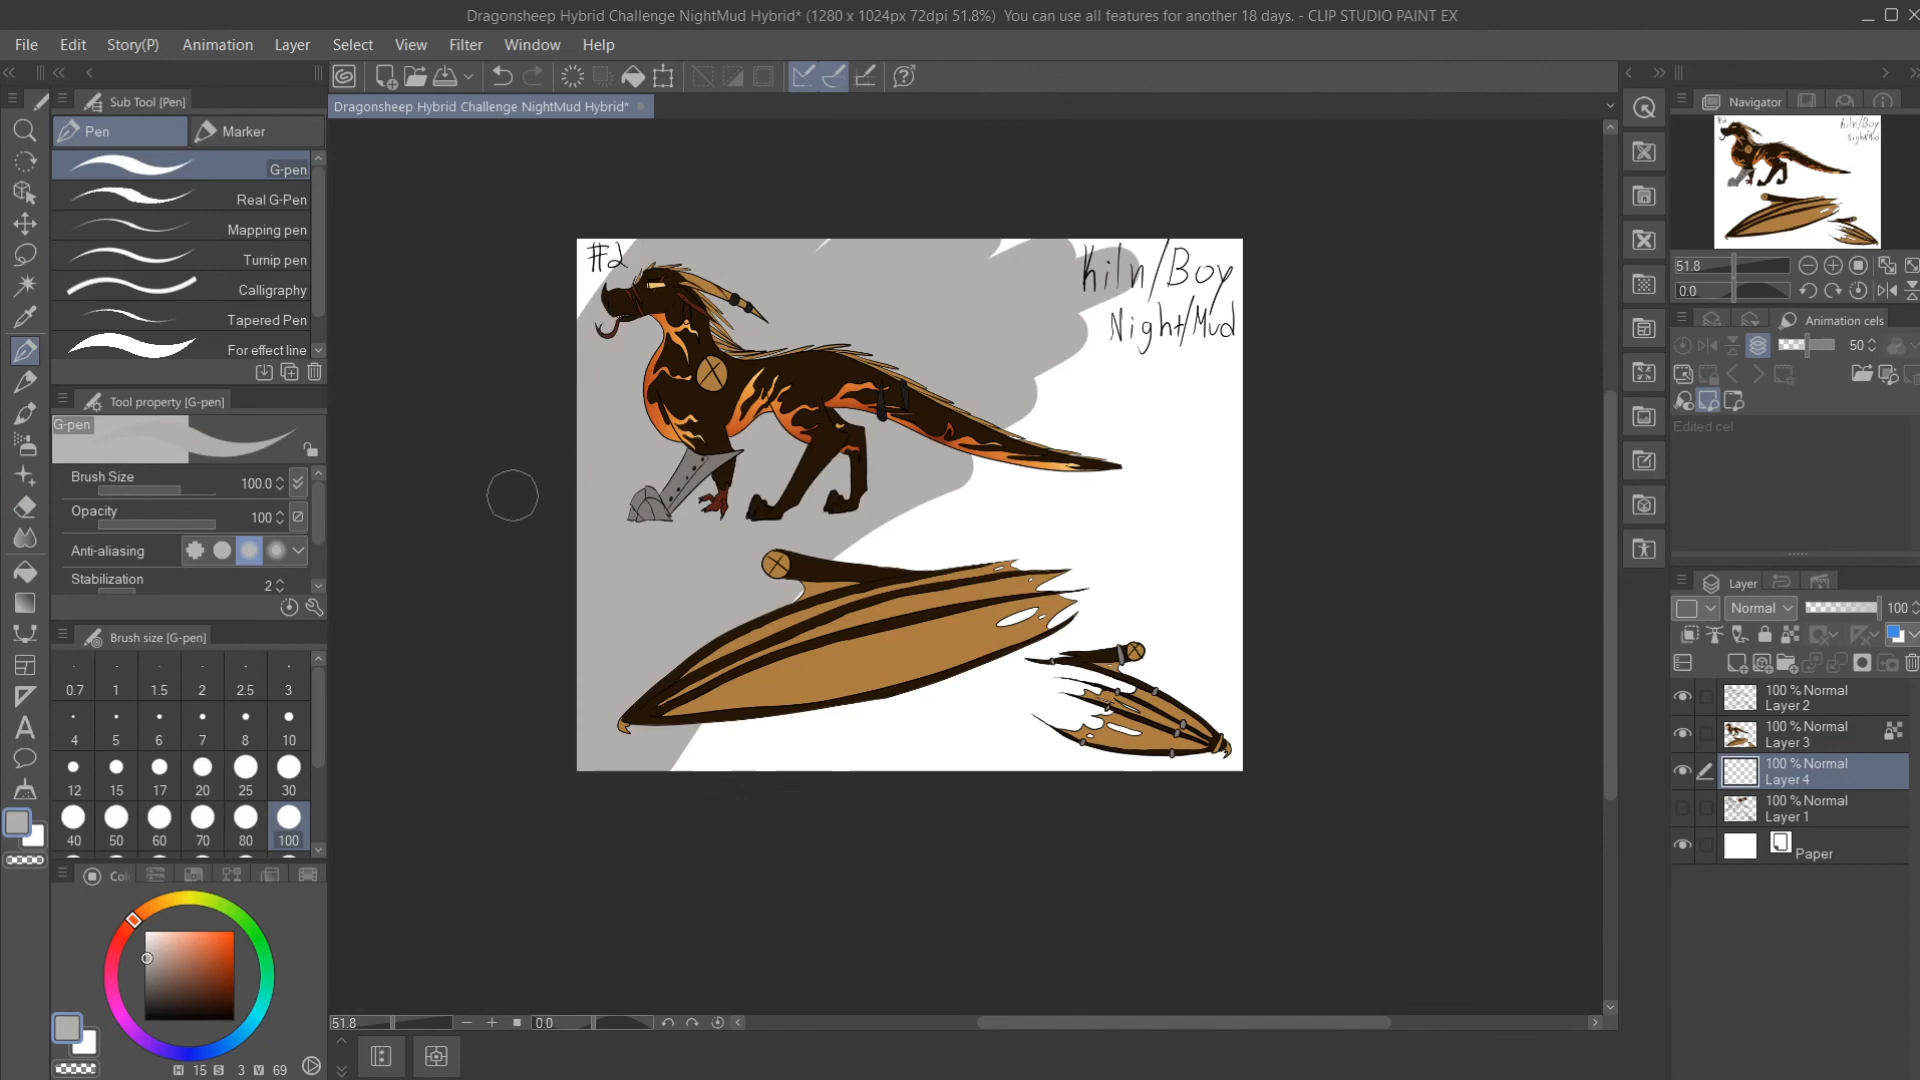 Dragonsheep Hybrid Challenge NightMud Hybrid* (1280 x 1024px 72dpi 51.8%)  You can use all features for another 18 days. - CLIP STUDIO PAINT EX
File Edit Story(P) Animation Layer Select View Filter Window Help
Sub Tool [Pen]
Dragonsheep Hybrid Challenge NightMud Hybrid*
Navigator
Pen Marker
G-pen
Real G-Pen
Mapping pen
Turnip pen
Calligraphy
Tapered Pen
For effect line
Tool property [G-pen]
G-pen
Brush Size 100.0
Opacity 100
Anti-aliasing
Stabilization 2
Brush size [G-pen]
0.7 1 1.5 2 2.5 3
4 5 6 7 8 10
12 15 17 20 25 30
40 50 60 70 80 100
H 15 S 3 V 69
#2
Kiln/Boy
Night/Mud
51.8 0.0
#2
Kiln/Boy
Night/Mud
51.8
0.0
Animation cels
50
Edited cel
Layer
Normal 100
100 % Normal
Layer 2
100 % Normal
Layer 3
100 % Normal
Layer 4
100 % Normal
Layer 1
Paper